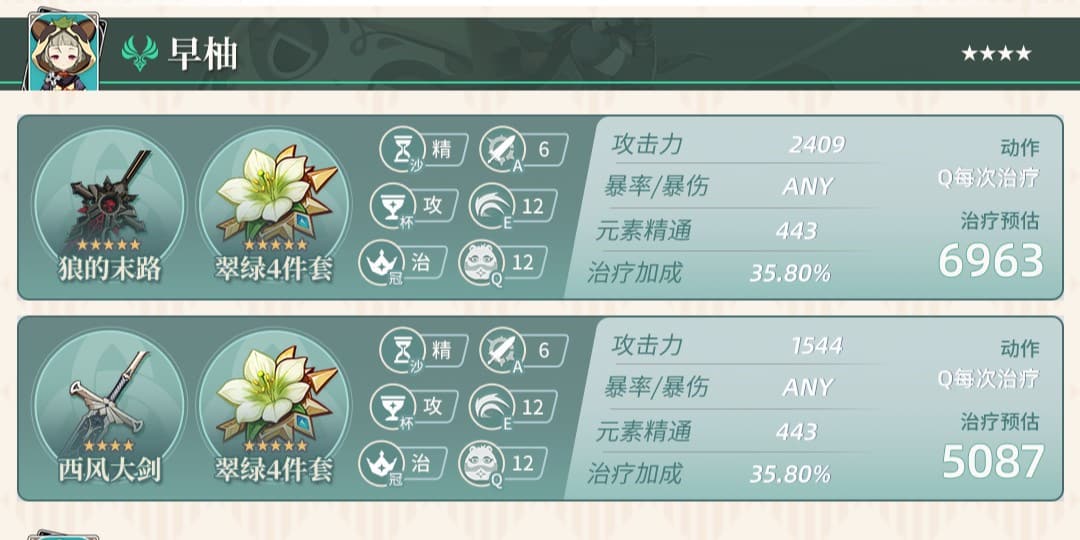 早柚
狼的末路
翠绿4件套
沙 精
A 6
杯 攻
E 12
冠 治
Q 12
攻击力 2409
暴率/暴伤 ANY
元素精通 443
治疗加成 35.80%
动作
Q每次治疗
治疗预估
6963
西风大剑
翠绿4件套
沙 精
A 6
杯 攻
E 12
冠 治
Q 12
攻击力 1544
暴率/暴伤 ANY
元素精通 443
治疗加成 35.80%
动作
Q每次治疗
治疗预估
5087